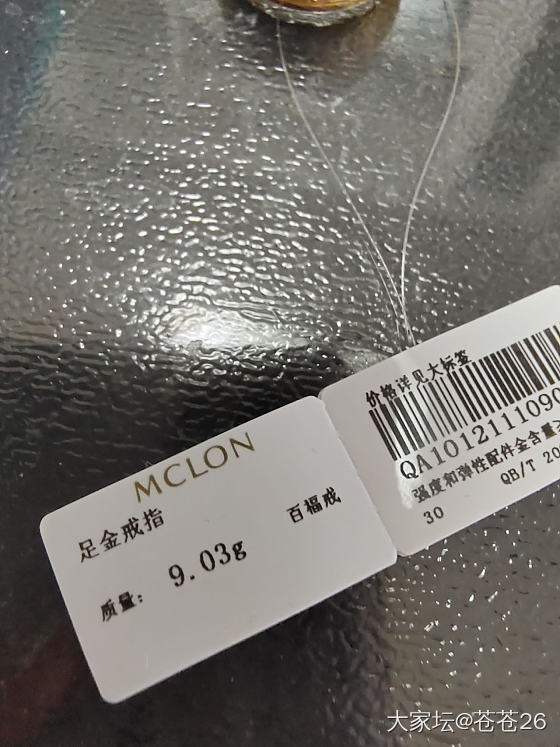 MCLON
足金戒指
百福戒
质量: 9.03g
价格详见大标签
QA101211109
强度和弹性配件金含量≥
QB/T 20
30
大家坛@苍苍26